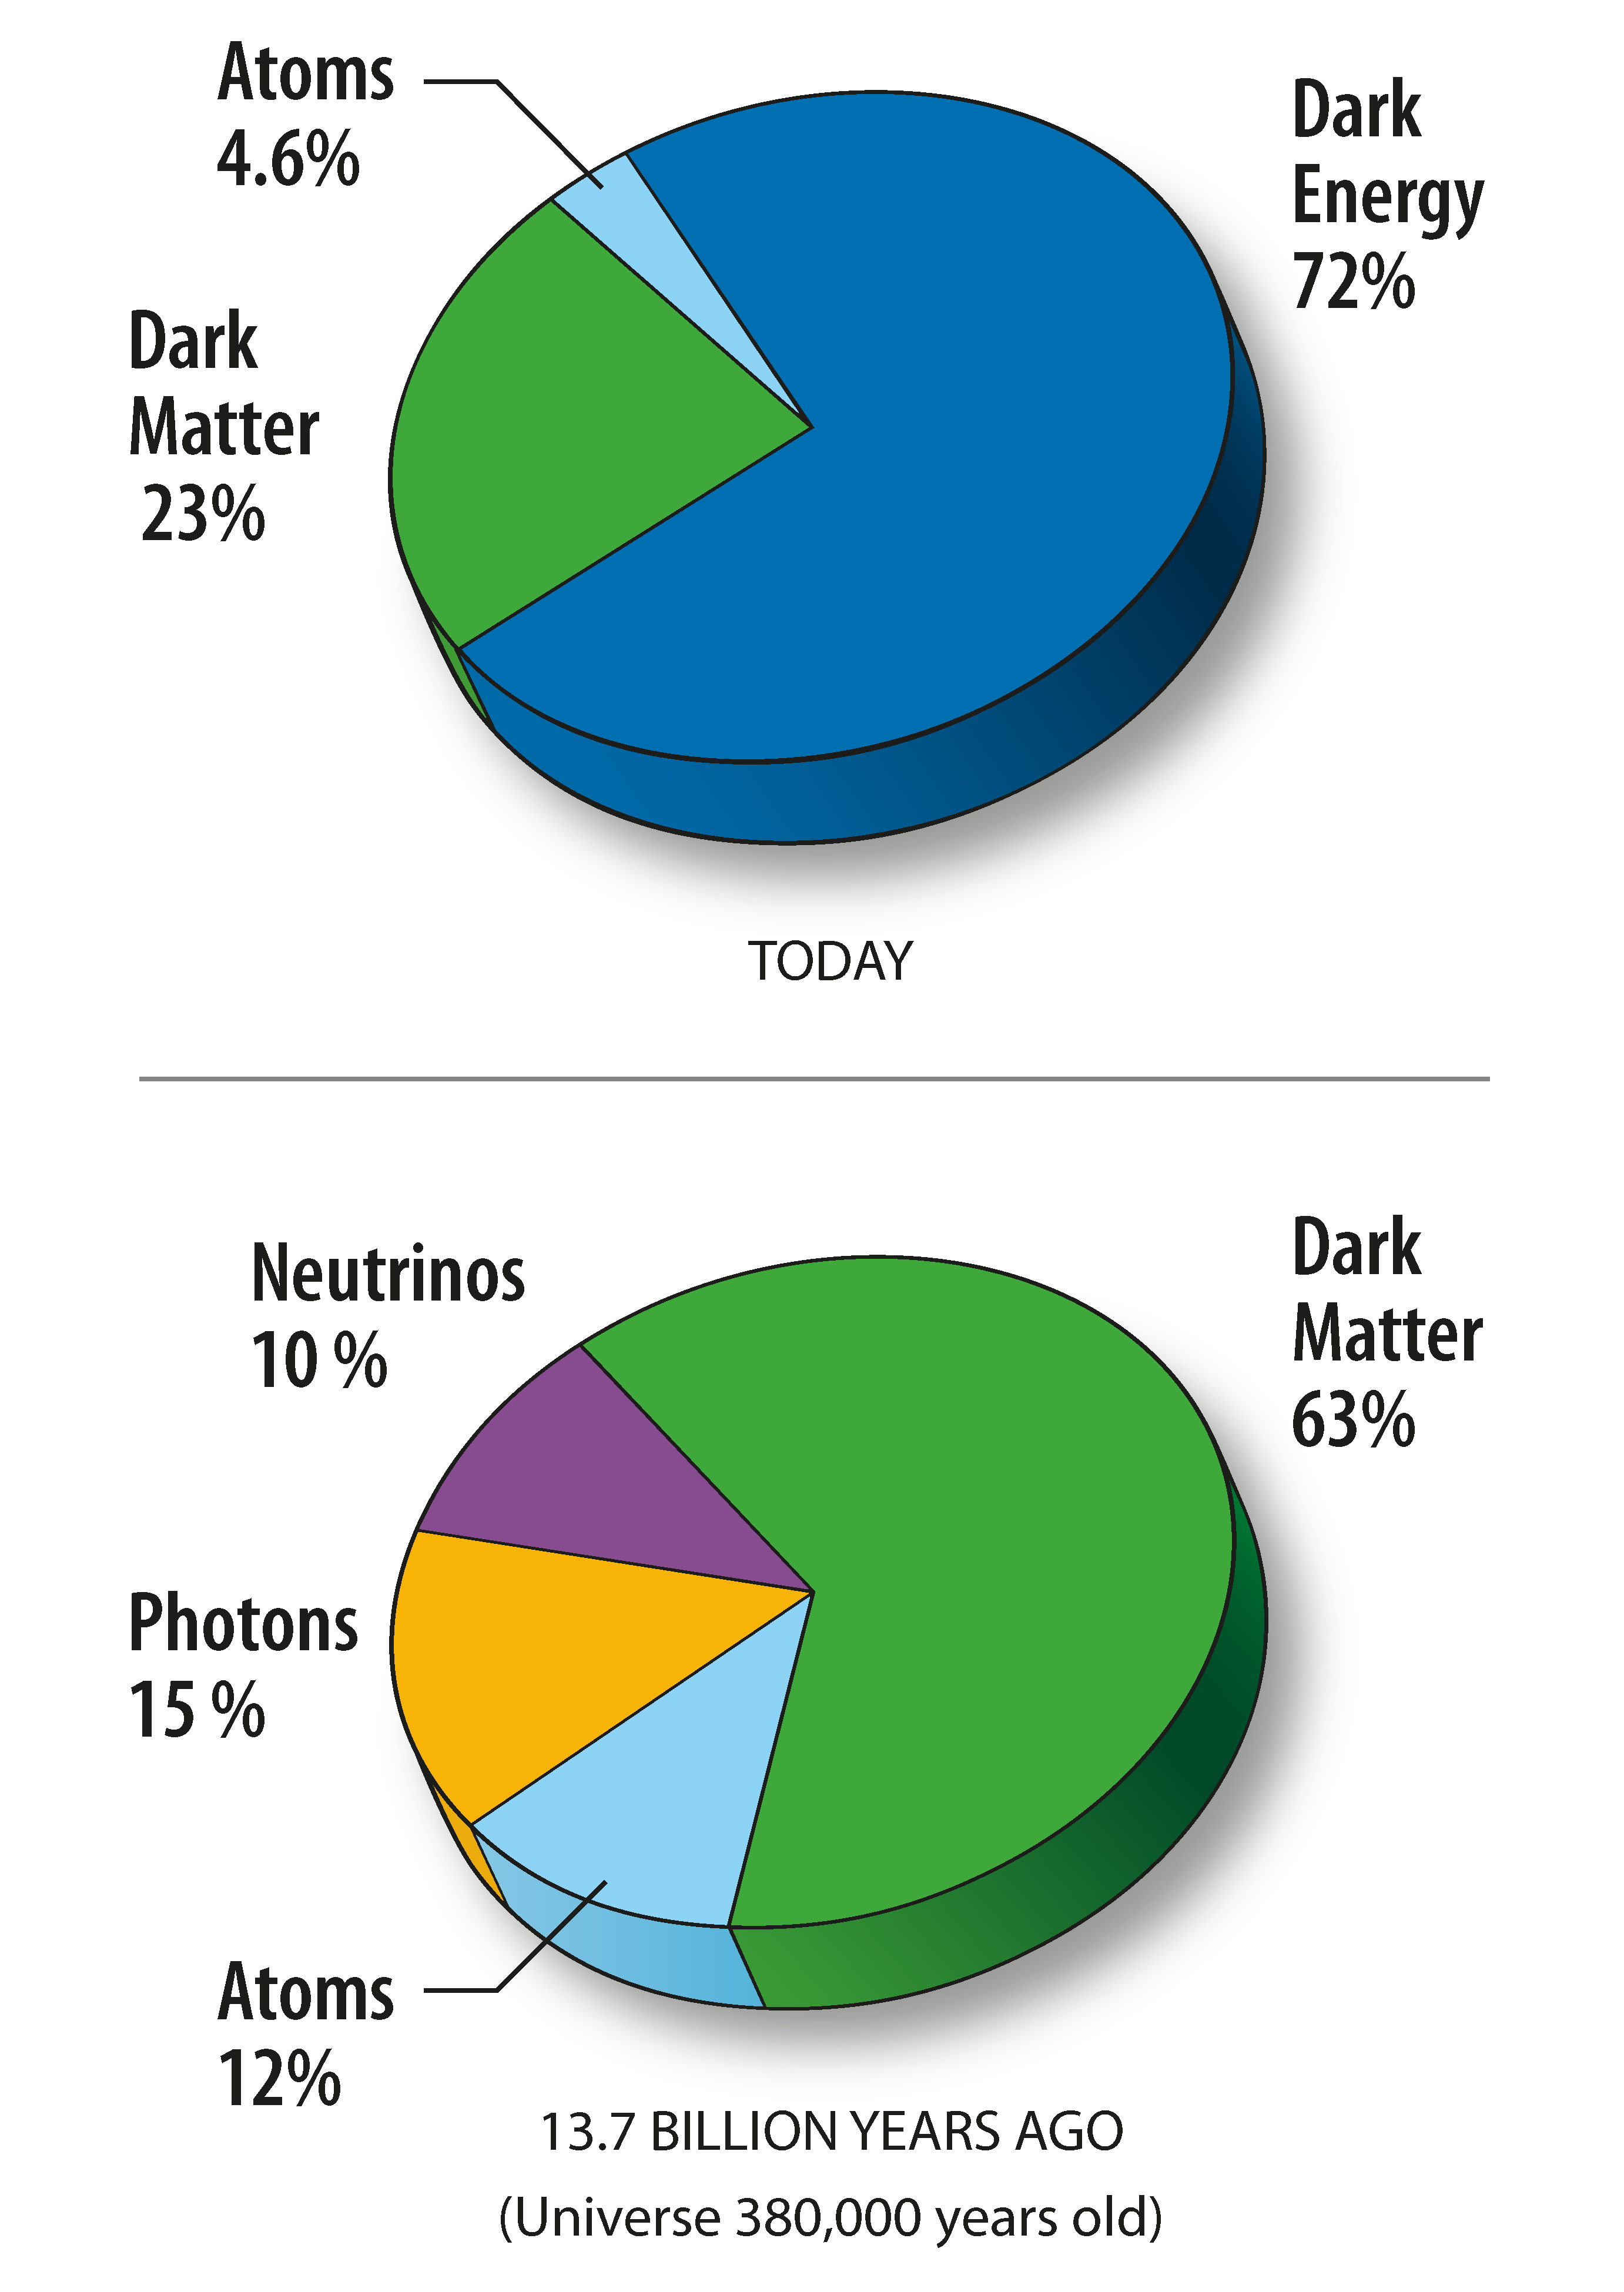 Atoms
4.6%
Dark
Energy
72%
Dark
Matter
23%
TODAY
Neutrinos
10 %
Dark
Matter
63%
Photons
15 %
Atoms
12%
13.7 BILLION YEARS AGO
(Universe 380,000 years old)